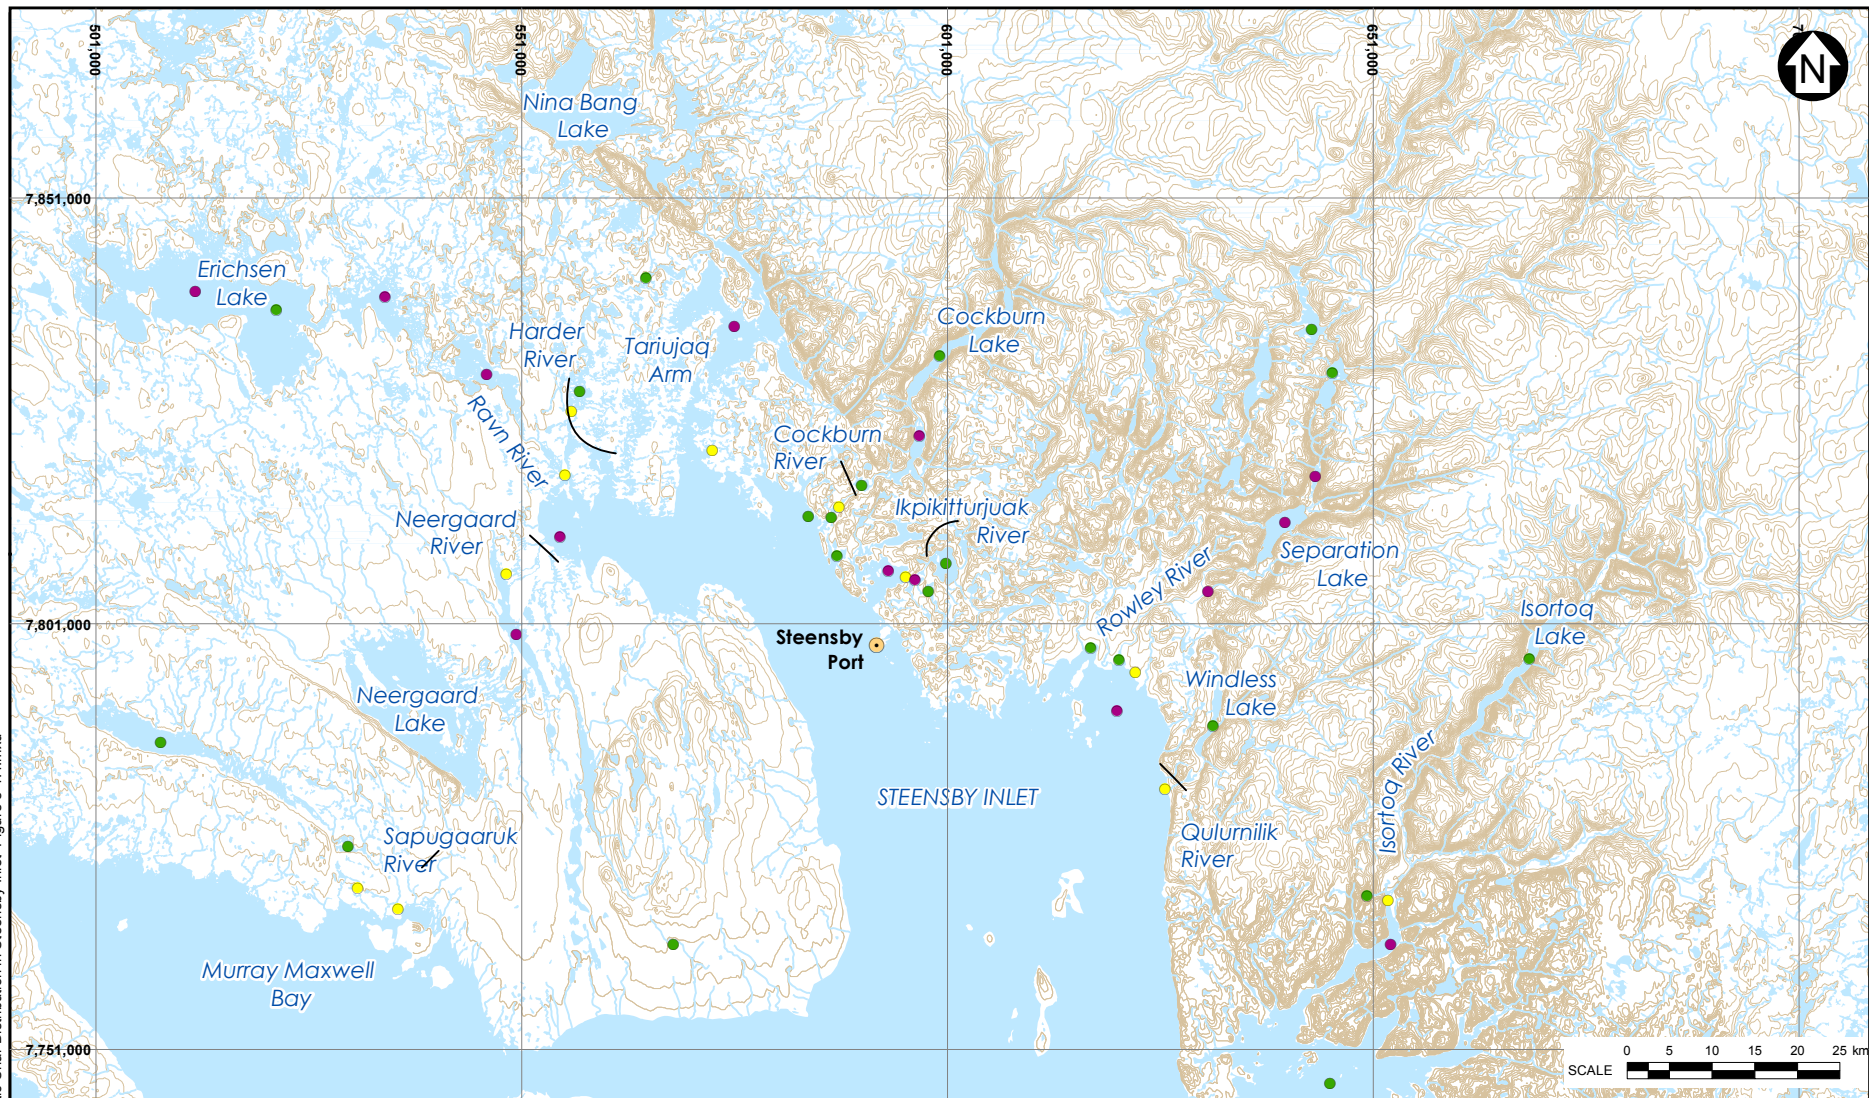 501,000
551,000
601,000
651,000
N
Nina Bang
Lake
7,851,000
Erichsen
Lake
Harder
River
Tariujaq
Arm
Cockburn
Lake
Ravn River
Cockburn
River
Ikpikitturjuak
River
Neergaard
River
Rowley River
Separation
Lake
Isortoq
Lake
7,801,000
Steensby
Port
Neergaard
Lake
Windless
Lake
Isortoq River
STEENSBY INLET
Sapugaaruk
River
Qulurnilik
River
Murray Maxwell
Bay
7,751,000
0 5 10 15 20 25 km
SCALE